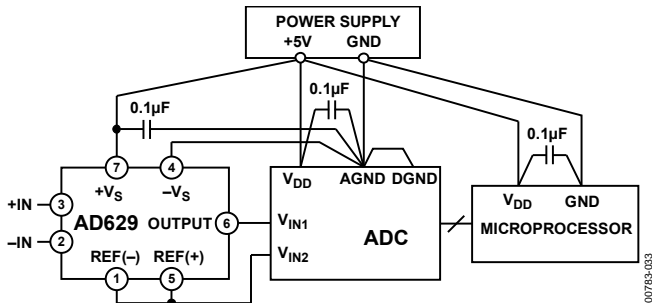 POWER SUPPLY
+5V GND
0.1µF
0.1µF
0.1µF
7 4
+VS –VS
VDD AGND DGND
VDD GND
+IN 3
AD629 OUTPUT 6
VIN1
ADC
MICROPROCESSOR
–IN 2
REF(–) REF(+)
VIN2
1 5
00783-033